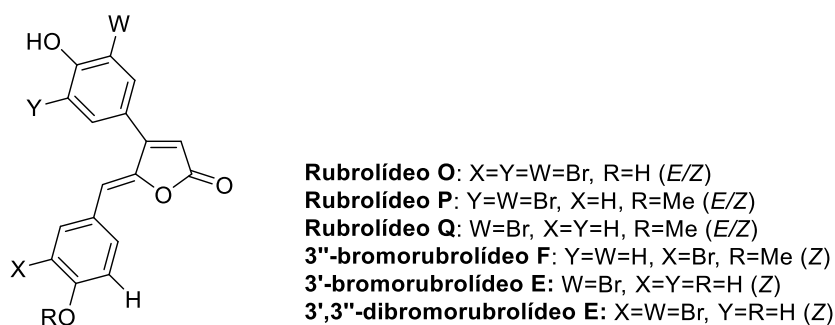 W
HO
Y
O
O
X
H
RO
Rubrolídeo O: X=Y=W=Br, R=H (E/Z)
Rubrolídeo P: Y=W=Br, X=H, R=Me (E/Z)
Rubrolídeo Q: W=Br, X=Y=H, R=Me (E/Z)
3"-bromorubrolídeo F: Y=W=H, X=Br, R=Me (Z)
3'-bromorubrolídeo E: W=Br, X=Y=R=H (Z)
3',3"-dibromorubrolídeo E: X=W=Br, Y=R=H (Z)